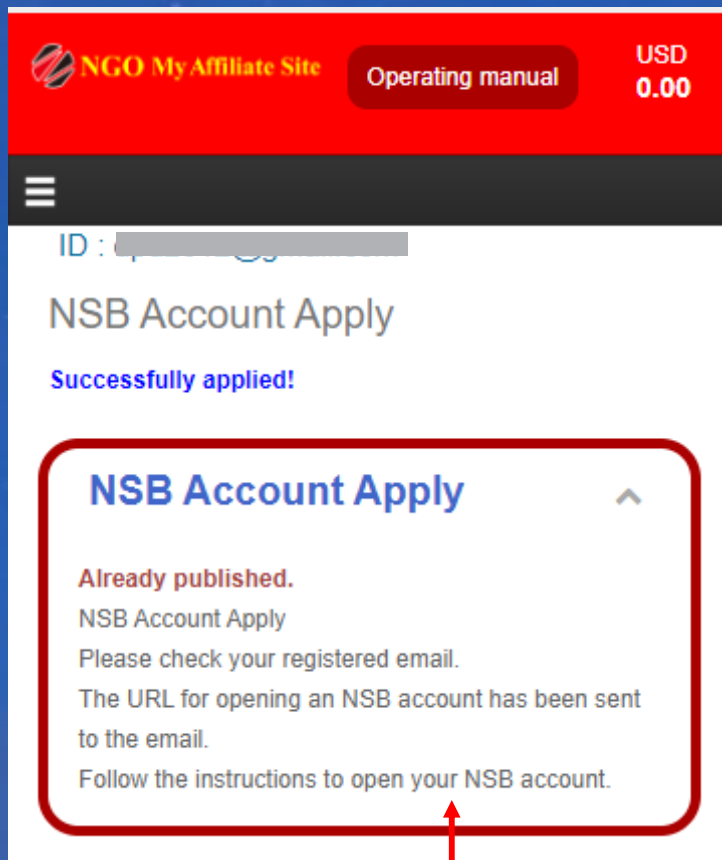 NGO My Affiliate Site
Operating manual
USD
0.00
ID :
NSB Account Apply
Successfully applied!
NSB Account Apply
Already published.
NSB Account Apply
Please check your registered email.
The URL for opening an NSB account has been sent
to the email.
Follow the instructions to open your NSB account.